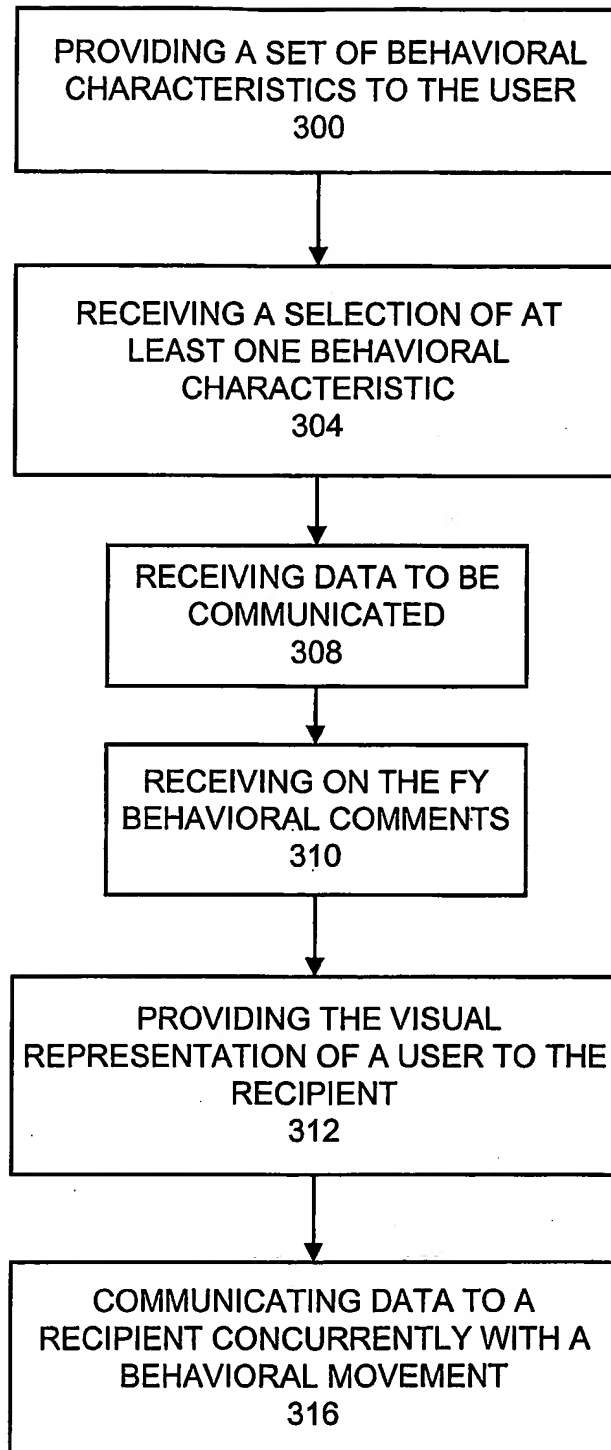 PROVIDING A SET OF BEHAVIORAL
CHARACTERISTICS TO THE USER
300
RECEIVING A SELECTION OF AT
LEAST ONE BEHAVIORAL
CHARACTERISTIC
304
RECEIVING DATA TO BE
COMMUNICATED
308
RECEIVING ON THE FY
BEHAVIORAL COMMENTS
310
PROVIDING THE VISUAL
REPRESENTATION OF A USER TO THE
RECIPIENT
312
COMMUNICATING DATA TO A
RECIPIENT CONCURRENTLY WITH A
BEHAVIORAL MOVEMENT
316